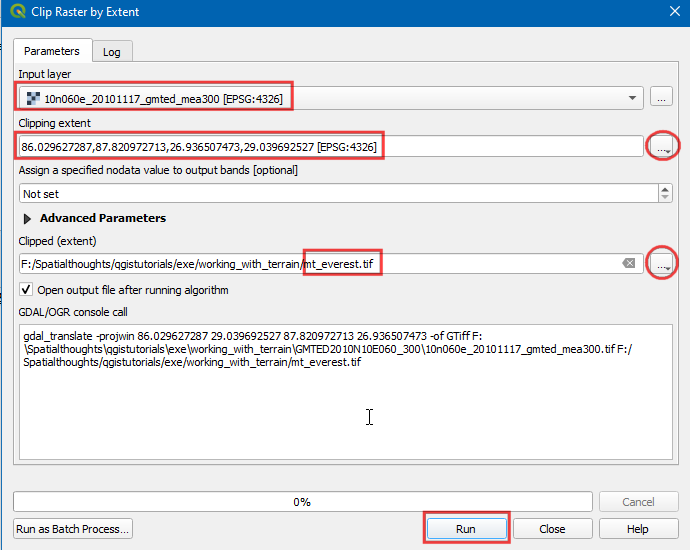 Clip Raster by Extent
Parameters
Log
Input layer
10n060e_20101117_gmted_mea300 [EPSG:4326]
...
Clipping extent
86.029627287,87.820972713,26.936507473,29.039692527 [EPSG:4326]
...
Assign a specified nodata value to output bands [optional]
Not set
Advanced Parameters
Clipped (extent)
F:/Spatialthoughts/qgistutorials/exe/working_with_terrain/mt_everest.tif
...
Open output file after running algorithm
GDAL/OGR console call
gdal_translate -projwin 86.029627287 29.039692527 87.820972713 26.936507473 -of GTiff F:
\Spatialthoughts\qgistutorials\exe\working_with_terrain\GMTED2010N10E060_300\10n060e_20101117_gmted_mea300.tif F:/
Spatialthoughts/qgistutorials/exe/working_with_terrain/mt_everest.tif
0%
Cancel
Run as Batch Process...
Run
Close
Help